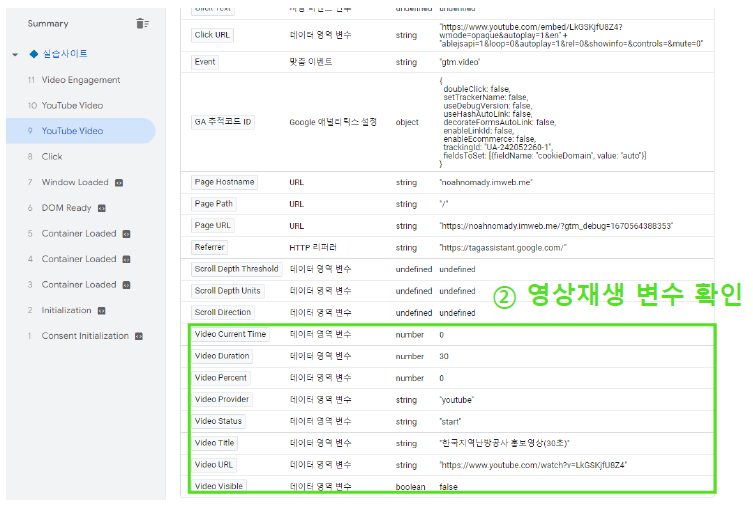 Summary
실습사이트
11 Video Engagement
10 YouTube Video
9 YouTube Video
8 Click
7 Window Loaded
6 DOM Ready
5 Container Loaded
4 Container Loaded
3 Container Loaded
2 Initialization
1 Consent Initialization
Click Text 자동 이벤트 변수 undefined undefined
Click URL 데이터 영역 변수 string "https://www.youtube.com/embed/LkGSKjfU8Z4?
wmode=opaque&autoplay=1&en" +
"ablejsapi=1&loop=0&autoplay=1&rel=0&showinfo=&controls=&mute=0"
Event 맞춤 이벤트 string "gtm.video"
GA 추적코드 ID Google 애널리틱스 설정 object
{
doubleClick: false,
setTrackerName: false,
useDebugVersion: false,
useHashAutoLink: false,
decorateFormsAutoLink: false,
enableLinkId: false,
enableEcommerce: false,
trackingId: "UA-242052260-1",
fieldsToSet: [{fieldName: "cookieDomain", value: "auto"}]
}
Page Hostname URL string "noahnomady.imweb.me"
Page Path URL string "/"
Page URL URL string "https://noahnomady.imweb.me/?gtm_debug=1670564388353"
Referrer HTTP 리퍼러 string "https://tagassistant.google.com/"
Scroll Depth Threshold 데이터 영역 변수 undefined undefined
Scroll Depth Units 데이터 영역 변수 undefined undefined
② 영상재생 변수 확인
Scroll Direction 데이터 영역 변수 undefined undefined
Video Current Time 데이터 영역 변수 number 0
Video Duration 데이터 영역 변수 number 30
Video Percent 데이터 영역 변수 number 0
Video Provider 데이터 영역 변수 string "youtube"
Video Status 데이터 영역 변수 string "start"
Video Title 데이터 영역 변수 string "한국지역난방공사 홍보영상(30초)"
Video URL 데이터 영역 변수 string "https://www.youtube.com/watch?v=LkGSKjfU8Z4"
Video Visible 데이터 영역 변수 boolean false